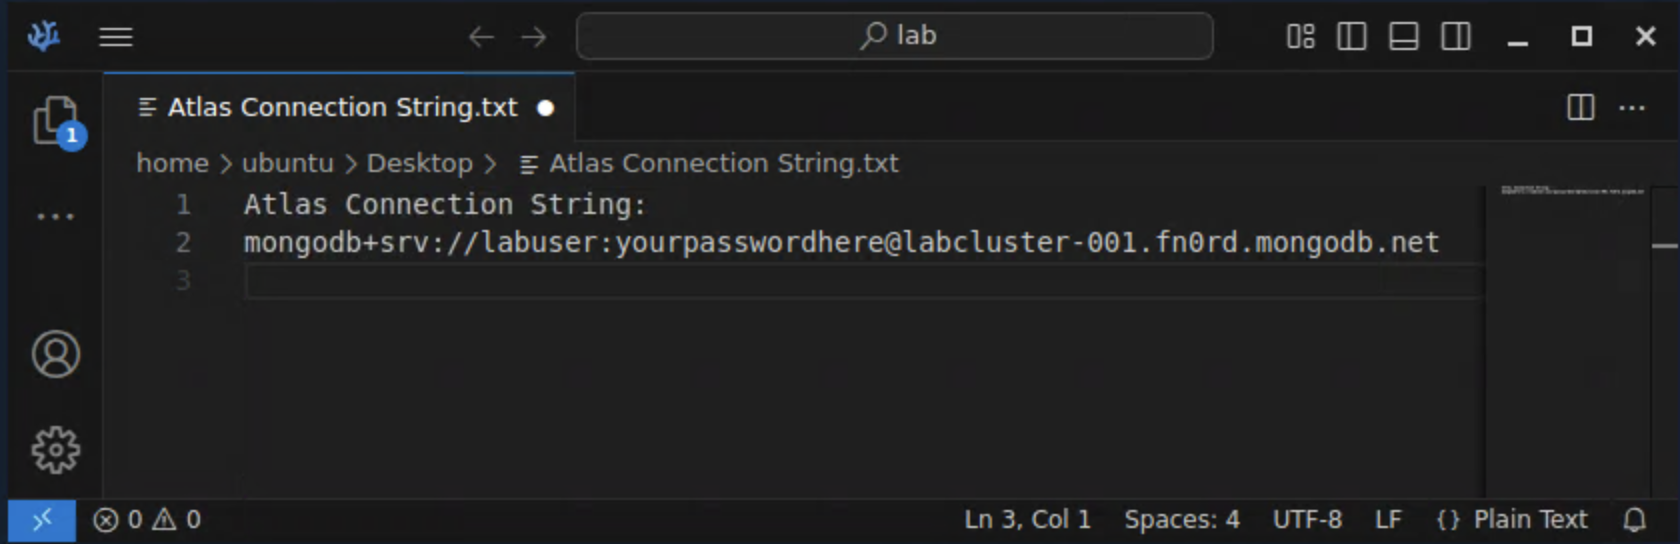 lab
Atlas Connection String.txt
1
home > ubuntu > Desktop > Atlas Connection String.txt
1 Atlas Connection String:
2 mongodb+srv://labuser:yourpasswordhere@labcluster-001.fn0rd.mongodb.net
3
0 0 Ln 3, Col 1 Spaces: 4 UTF-8 LF {} Plain Text